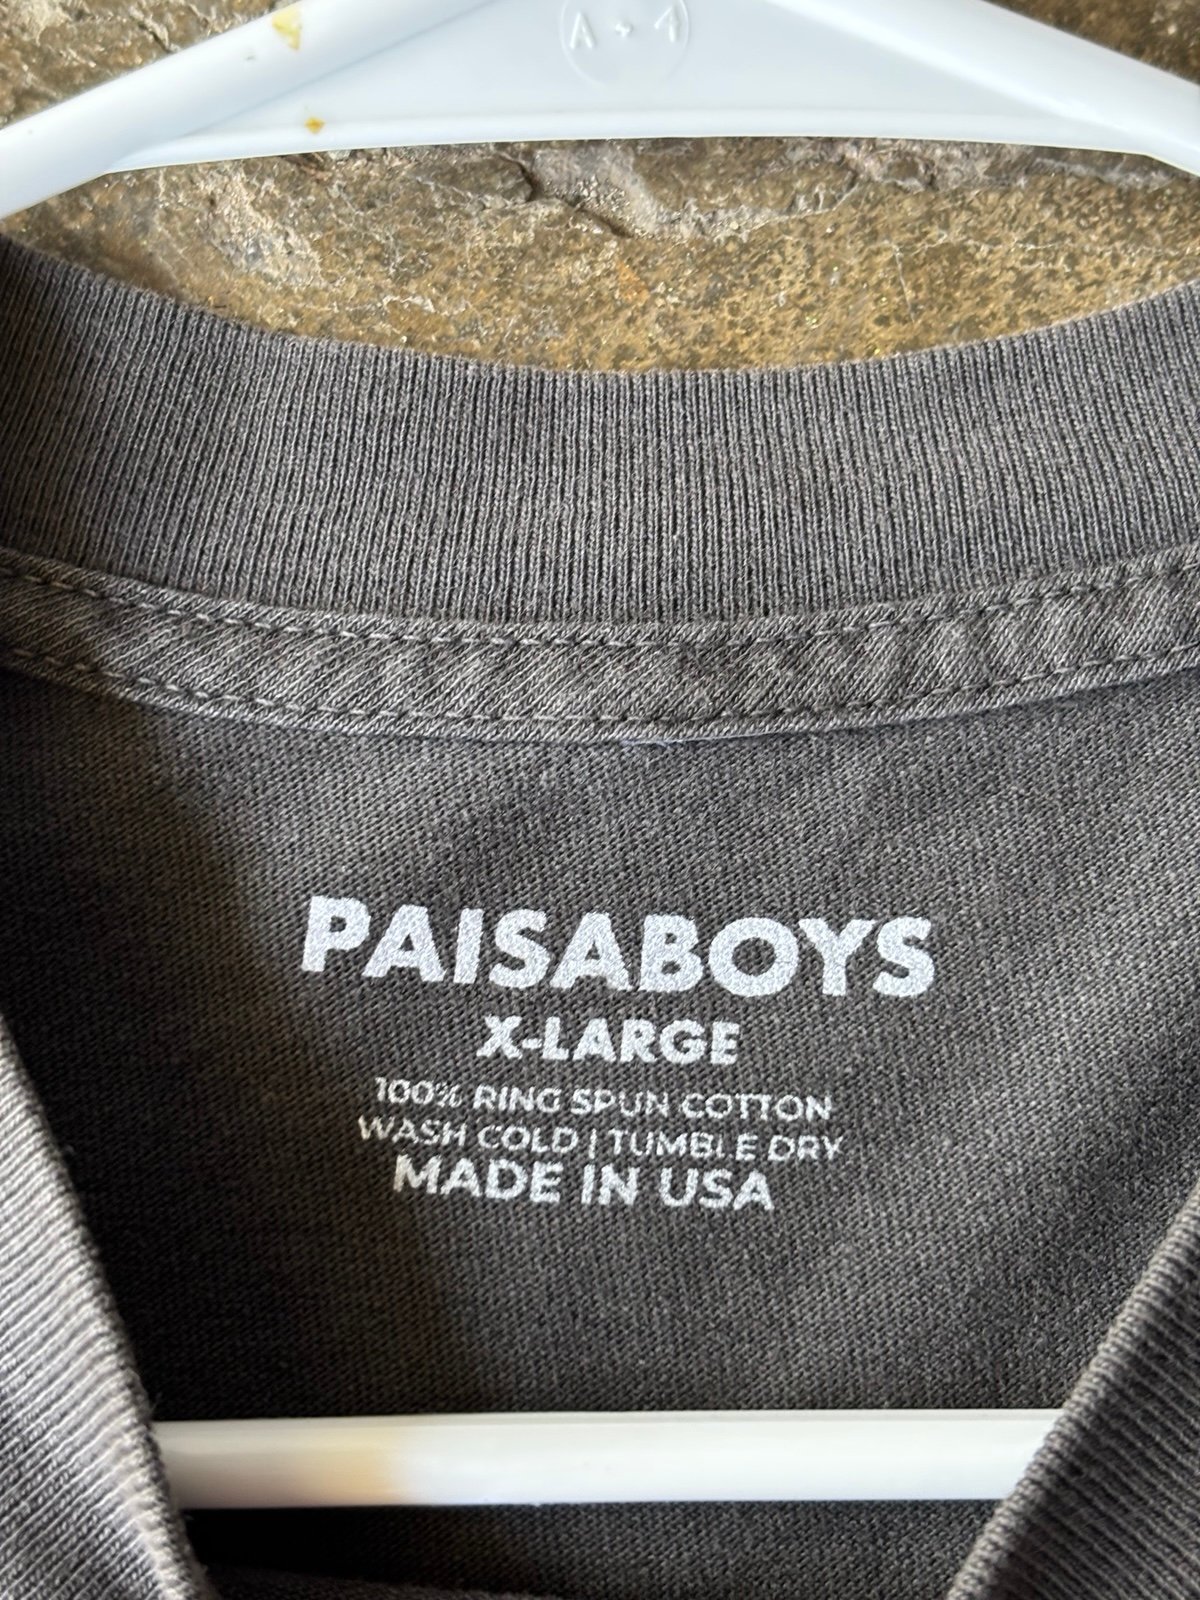 PAISABOYS
X-LARGE
100% RING SPUN COTTON
WASH COLD | TUMBLE DRY
MADE IN USA